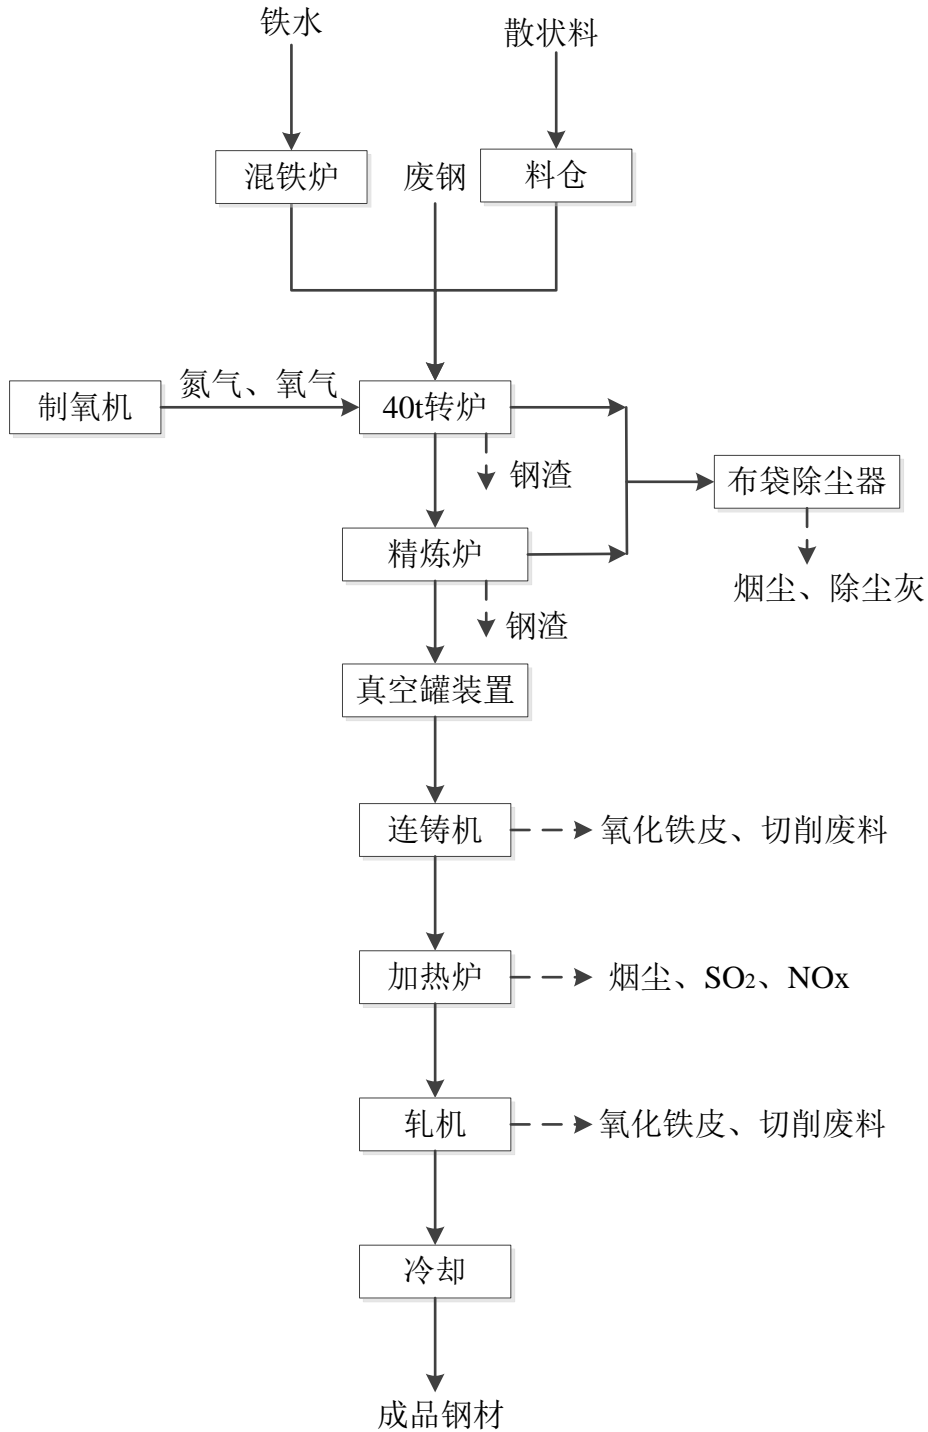 铁水
散状料
混铁炉
废钢
料仓
制氧机
氮气、氧气
40t转炉
钢渣
布袋除尘器
精炼炉
烟尘、除尘灰
钢渣
真空罐装置
连铸机
氧化铁皮、切削废料
加热炉
烟尘、SO2、NOx
轧机
氧化铁皮、切削废料
冷却
成品钢材